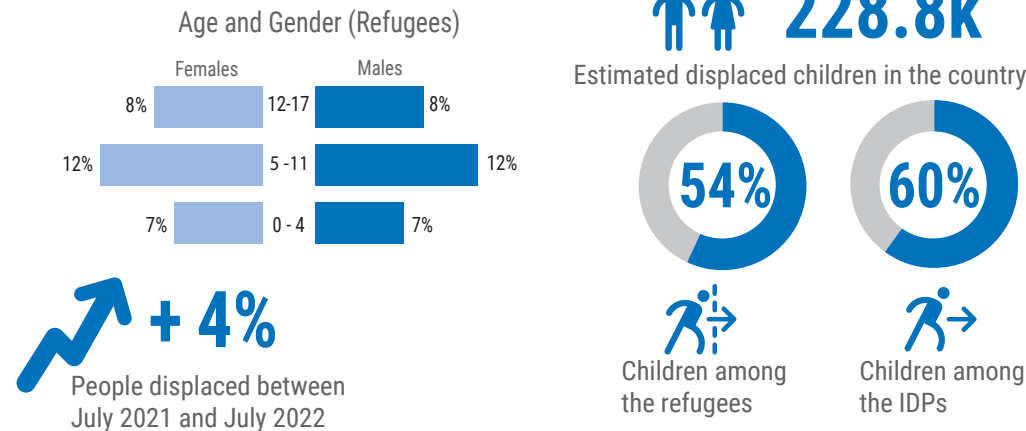 Age and Gender (Refugees)
Females
Males
8%
12-17
8%
12%
5 -11
12%
7%
0 - 4
7%
+ 4%
People displaced between
July 2021 and July 2022
228.8k
Estimated displaced children in the country
54%
60%
Children among
the refugees
Children among
the IDPs